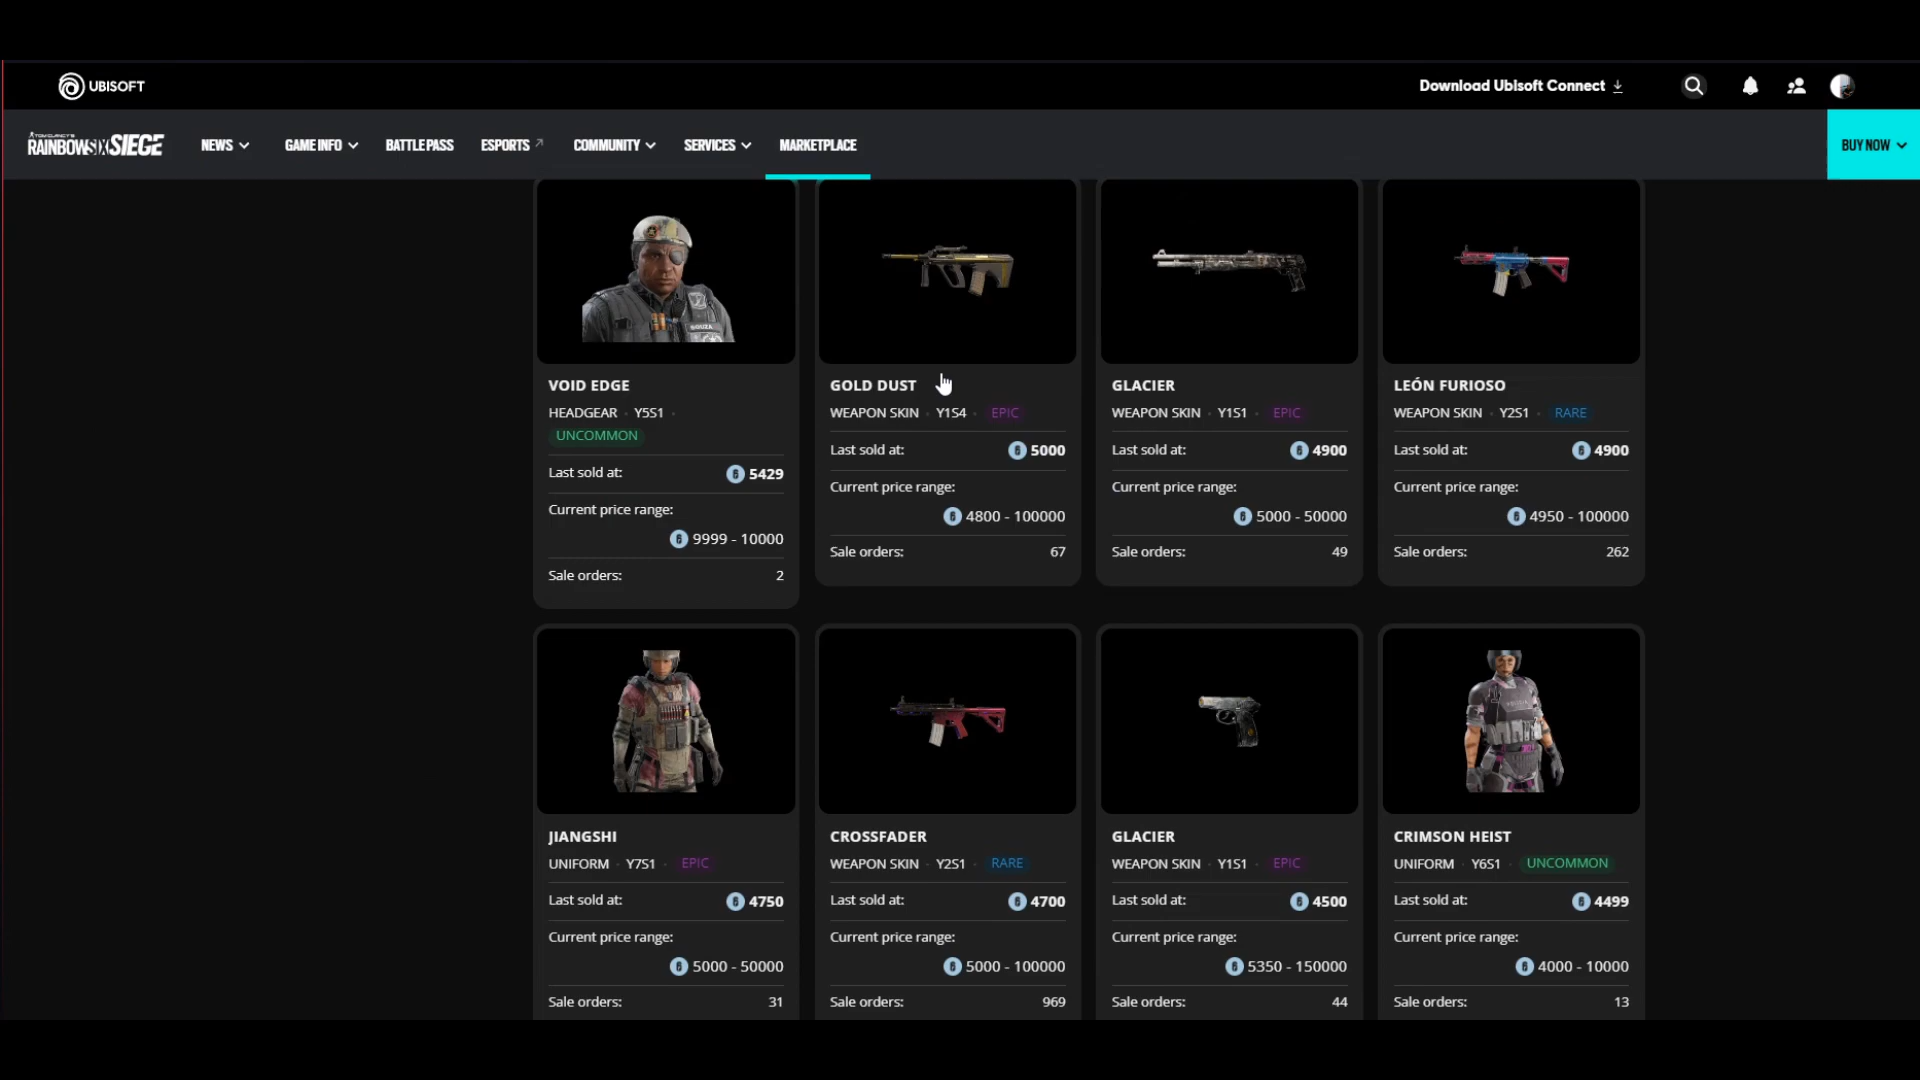 UBISOFT
Download Ubisoft Connect
TOM CLANCY'S
RAINBOW SIX SIEGE
NEWS
GAME INFO
BATTLE PASS
ESPORTS
COMMUNITY
SERVICES
MARKETPLACE
BUY NOW
VOID EDGE
HEADGEAR · Y5S1 ·
UNCOMMON
Last sold at: 5429
Current price range:
9999 - 10000
Sale orders: 2
GOLD DUST
WEAPON SKIN · Y1S4 · EPIC
Last sold at: 5000
Current price range:
4800 - 100000
Sale orders: 67
GLACIER
WEAPON SKIN · Y1S1 · EPIC
Last sold at: 4900
Current price range:
5000 - 50000
Sale orders: 49
LEÓN FURIOSO
WEAPON SKIN · Y2S1 · RARE
Last sold at: 4900
Current price range:
4950 - 100000
Sale orders: 262
JIANGSHI
UNIFORM · Y7S1 · EPIC
Last sold at: 4750
Current price range:
5000 - 50000
Sale orders: 31
CROSSFADER
WEAPON SKIN · Y2S1 · RARE
Last sold at: 4700
Current price range:
5000 - 100000
Sale orders: 969
GLACIER
WEAPON SKIN · Y1S1 · EPIC
Last sold at: 4500
Current price range:
5350 - 150000
Sale orders: 44
CRIMSON HEIST
UNIFORM · Y6S1 · UNCOMMON
Last sold at: 4499
Current price range:
4000 - 10000
Sale orders: 13